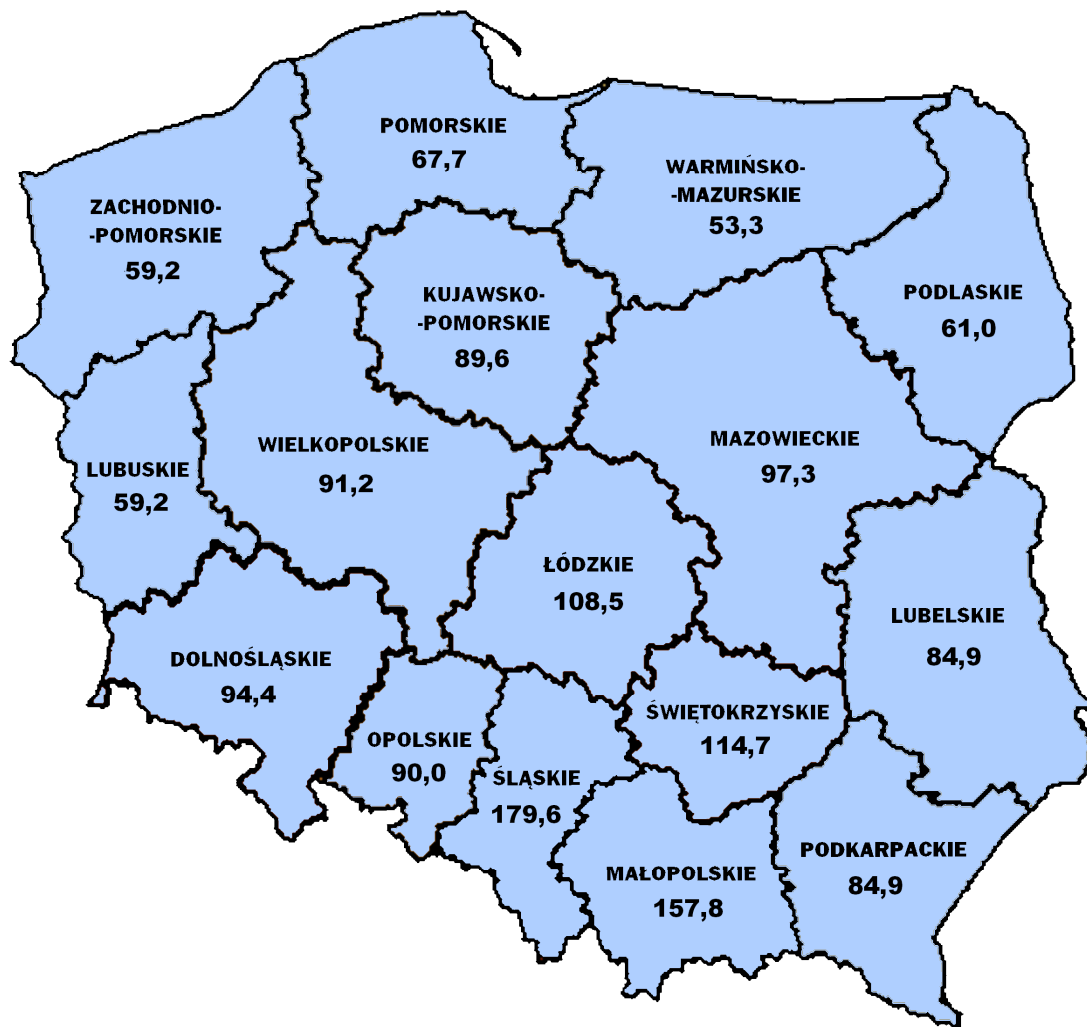 POMORSKIE
67,7
WARMIŃSKO-
-MAZURSKIE
53,3
ZACHODNIO-
-POMORSKIE
59,2
KUJAWSKO-
-POMORSKIE
89,6
PODLASKIE
61,0
WIELKOPOLSKIE
91,2
MAZOWIECKIE
97,3
LUBUSKIE
59,2
ŁÓDZKIE
108,5
LUBELSKIE
84,9
DOLNOŚLĄSKIE
94,4
ŚWIĘTOKRZYSKIE
114,7
OPOLSKIE
90,0
ŚLĄSKIE
179,6
PODKARPACKIE
84,9
MAŁOPOLSKIE
157,8